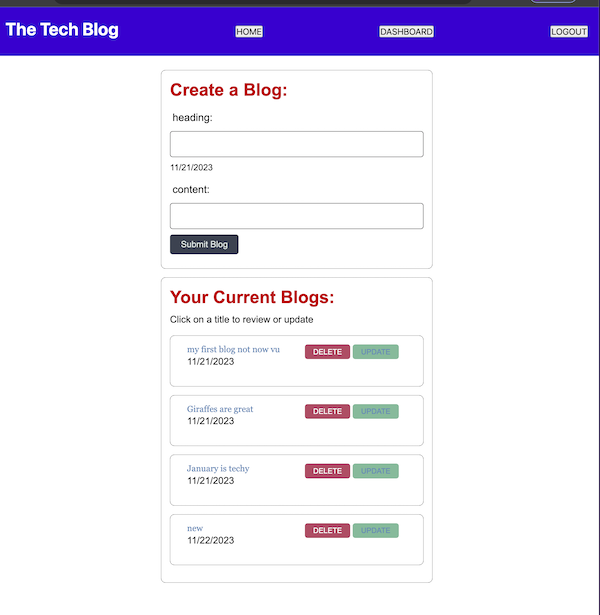 The Tech Blog HOME DASHBOARD LOGOUT
Create a Blog:
heading:
11/21/2023
content:
Submit Blog
Your Current Blogs:
Click on a title to review or update
my first blog not now vu DELETE UPDATE
11/21/2023
Giraffes are great DELETE UPDATE
11/21/2023
January is techy DELETE UPDATE
11/21/2023
new DELETE UPDATE
11/22/2023